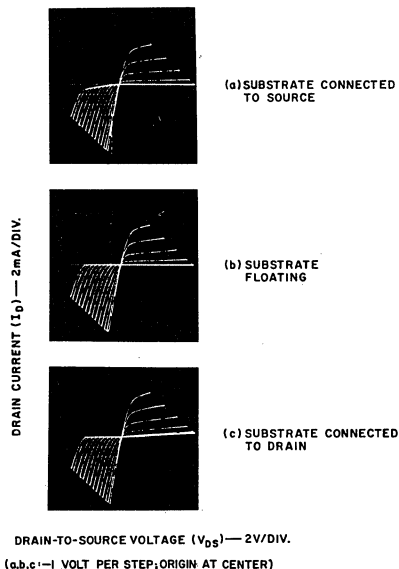 (a) SUBSTRATE CONNECTED
TO SOURCE
(b) SUBSTRATE
FLOATING
(c) SUBSTRATE CONNECTED
TO DRAIN
DRAIN CURRENT (ID) — 2mA/DIV.
DRAIN-TO-SOURCE VOLTAGE (VDS) — 2V/DIV.
(a,b,c:—1 VOLT PER STEP; ORIGIN AT CENTER)